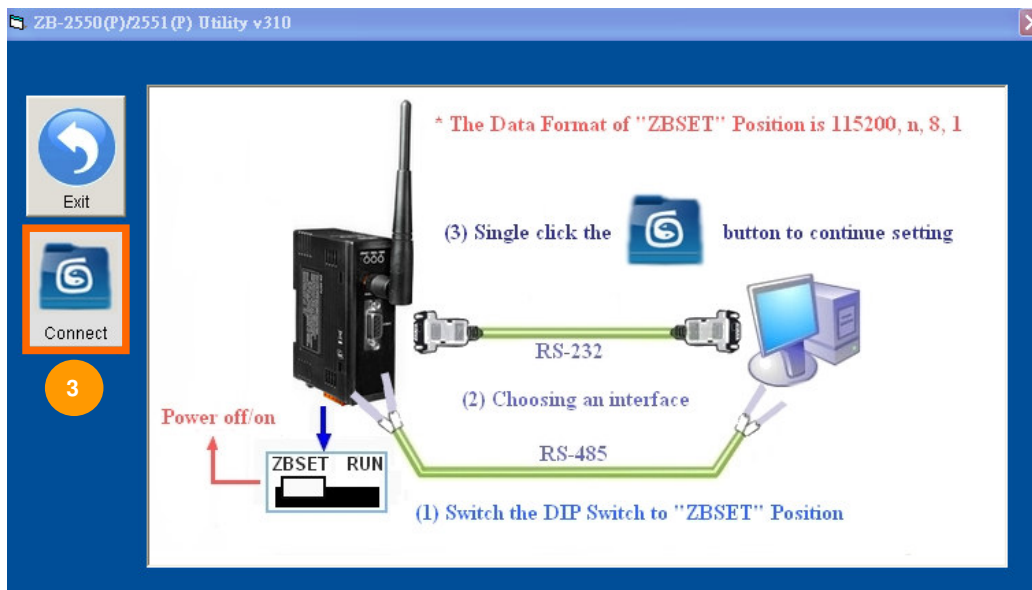 ZB-2550(P)/2551(P) Utility v310
Exit
Connect
3
* The Data Format of "ZBSET" Position is 115200, n, 8, 1
(3) Single click the button to continue setting
RS-232
(2) Choosing an interface
Power off/on
ZBSET RUN
RS-485
(1) Switch the DIP Switch to "ZBSET" Position